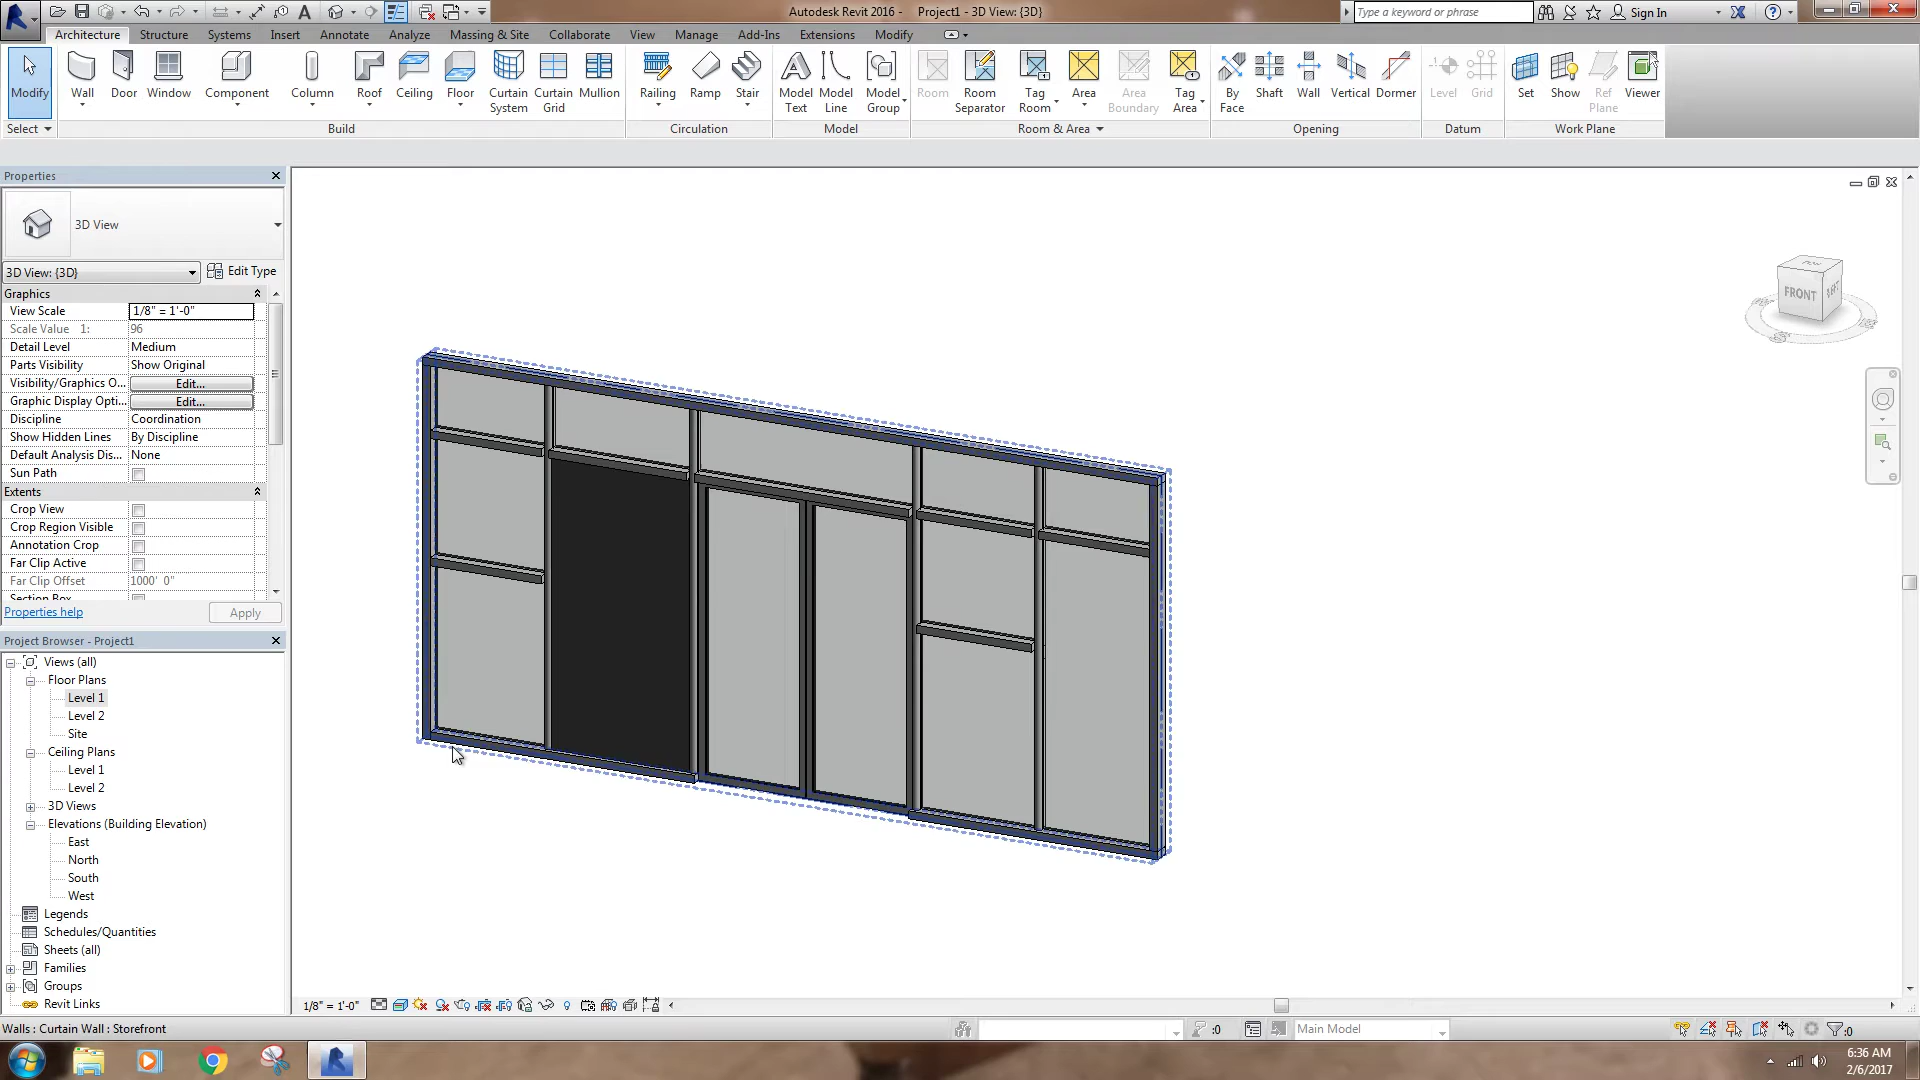 Autodesk Revit 2016 -     Project1 - 3D View: {3D}
Type a keyword or phrase
Sign In
Architecture Structure Systems Insert Annotate Analyze Massing & Site Collaborate View Manage Add-Ins Extensions Modify
Modify
Wall
Door
Window
Component
Column
Roof
Ceiling
Floor
Curtain System
Curtain Grid
Mullion
Railing
Ramp
Stair
Model Text
Model Line
Model Group
Room
Room Separator
Tag Room
Area
Area Boundary
Tag Area
By Face
Shaft
Wall
Vertical
Dormer
Level
Grid
Set
Show
Ref Plane
Viewer
Select
Build
Circulation
Model
Room & Area
Opening
Datum
Work Plane
Properties
3D View
3D View: {3D}
Edit Type
Graphics
View Scale 1/8" = 1'-0"
Scale Value 1: 96
Detail Level Medium
Parts Visibility Show Original
Visibility/Graphics O... Edit...
Graphic Display Opti... Edit...
Discipline Coordination
Show Hidden Lines By Discipline
Default Analysis Dis... None
Sun Path
Extents
Crop View
Crop Region Visible
Annotation Crop
Far Clip Active
Far Clip Offset 1000' 0"
Section Box
Properties help
Apply
Project Browser - Project1
Views (all)
Floor Plans
Level 1
Level 2
Site
Ceiling Plans
Level 1
Level 2
3D Views
Elevations (Building Elevation)
East
North
South
West
Legends
Schedules/Quantities
Sheets (all)
Families
Groups
Revit Links
FRONT
1/8" = 1'-0"
Walls : Curtain Wall : Storefront
:0
Main Model
:0
6:36 AM
2/6/2017